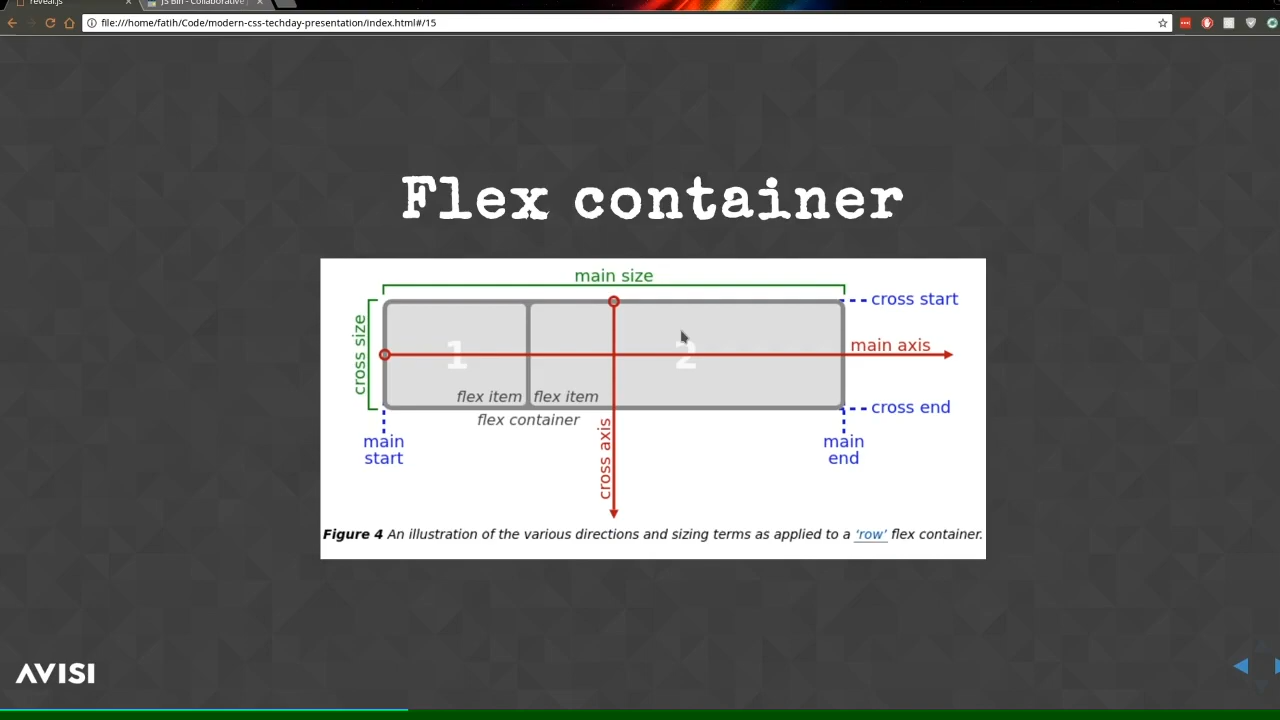 reveal.js
JS Bin - Collaborative
file:///home/fatih/Code/modern-css-techday-presentation/index.html#/15
Flex container
main size
cross start
cross size
main axis
1
2
flex item
flex item
cross end
flex container
cross axis
main
start
main
end
Figure 4 An illustration of the various directions and sizing terms as applied to a ‘row’ flex container.
AVISI